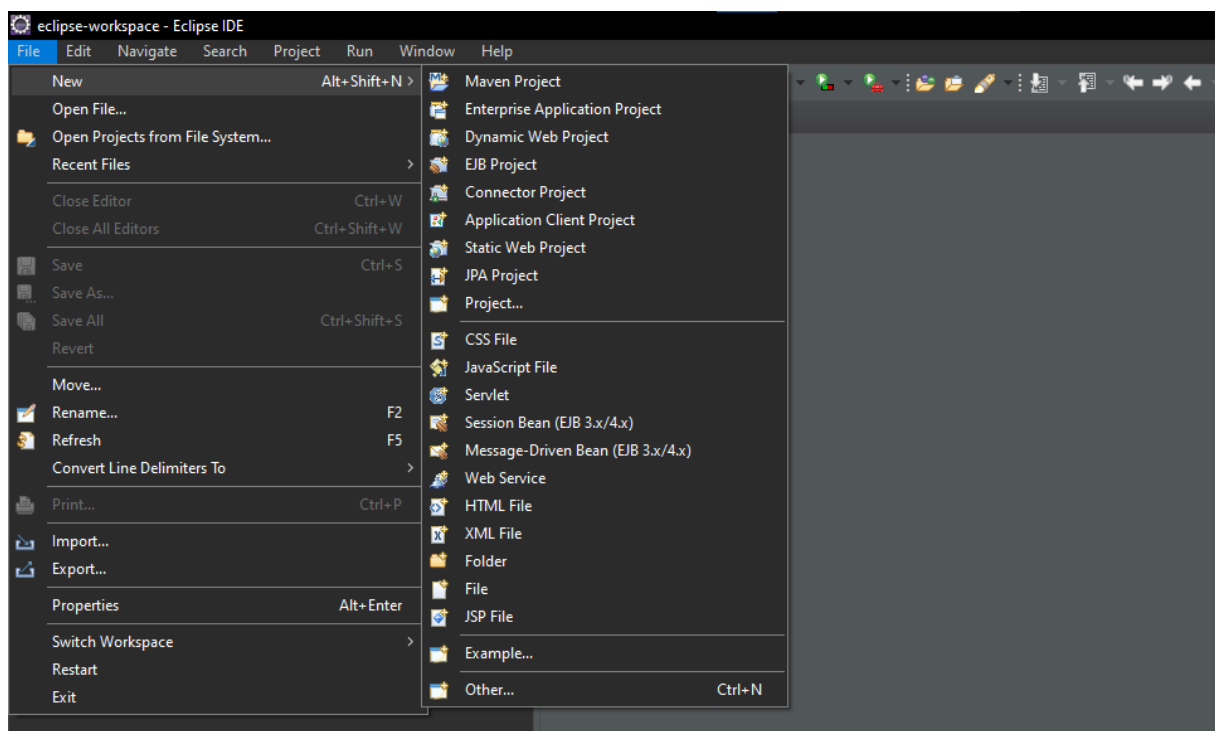 eclipse-workspace - Eclipse IDE
File Edit Navigate Search Project Run Window Help
New Alt+Shift+N >
Open File...
Open Projects from File System...
Recent Files >
Close Editor Ctrl+W
Close All Editors Ctrl+Shift+W
Save Ctrl+S
Save As...
Save All Ctrl+Shift+S
Revert
Move...
Rename... F2
Refresh F5
Convert Line Delimiters To >
Print... Ctrl+P
Import...
Export...
Properties Alt+Enter
Switch Workspace >
Restart
Exit
Maven Project
Enterprise Application Project
Dynamic Web Project
EJB Project
Connector Project
Application Client Project
Static Web Project
JPA Project
Project...
CSS File
JavaScript File
Servlet
Session Bean (EJB 3.x/4.x)
Message-Driven Bean (EJB 3.x/4.x)
Web Service
HTML File
XML File
Folder
File
JSP File
Example...
Other... Ctrl+N